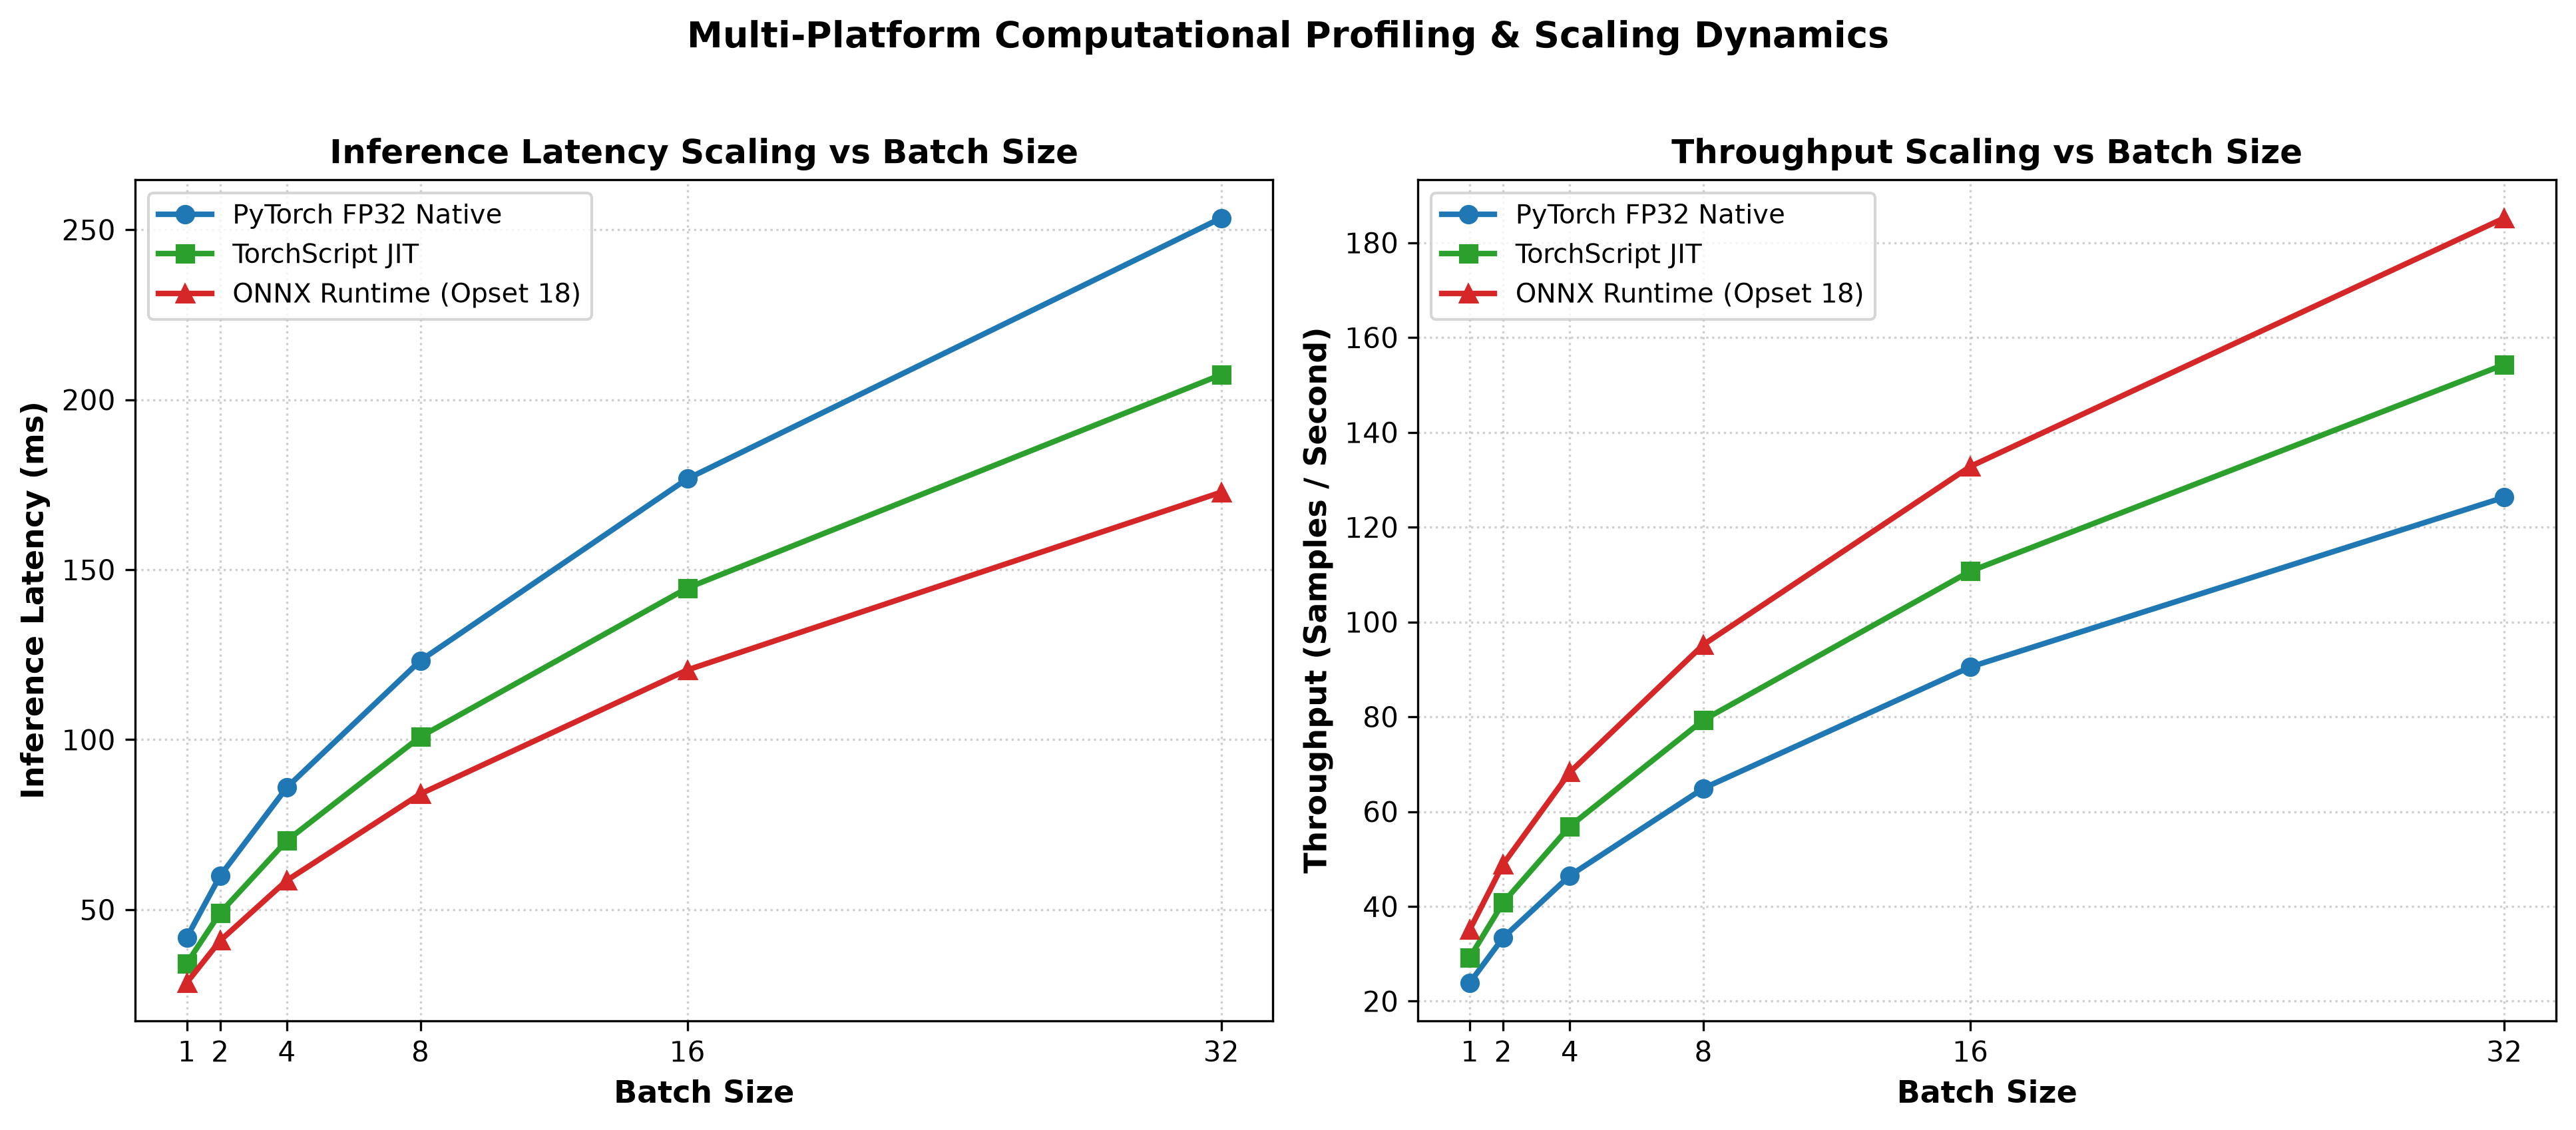 Multi-Platform Computational Profiling & Scaling Dynamics
Inference Latency Scaling vs Batch Size
PyTorch FP32 Native
TorchScript JIT
ONNX Runtime (Opset 18)
Inference Latency (ms)
250
200
150
100
50
1 2 4 8 16 32
Batch Size
Throughput Scaling vs Batch Size
PyTorch FP32 Native
TorchScript JIT
ONNX Runtime (Opset 18)
Throughput (Samples / Second)
180
160
140
120
100
80
60
40
20
1 2 4 8 16 32
Batch Size